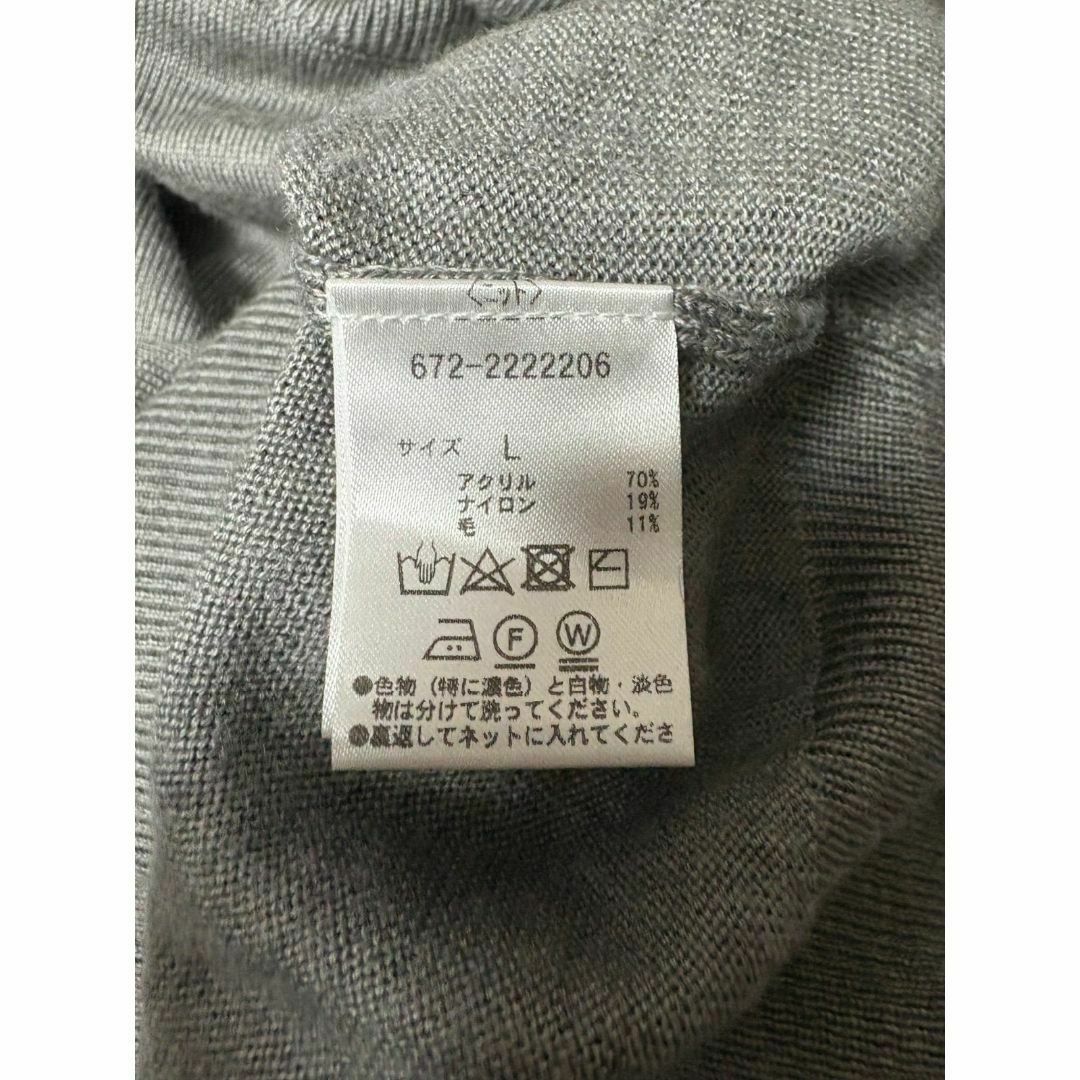 〈ニット〉
672-2222206
サイズ L
アクリル 70%
ナイロン 19%
毛 11%
F W
●色物（特に濃色）と白物・淡色
物は分けて洗ってください。
●裏返してネットに入れてくださ